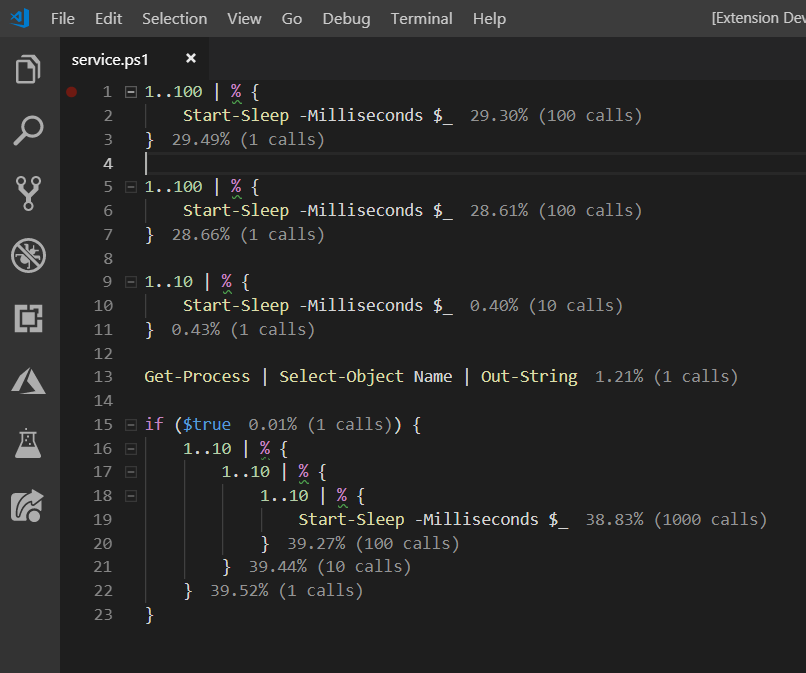 File Edit Selection View Go Debug Terminal Help [Extension Dev
service.ps1
1 1..100 | % {
2 Start-Sleep -Milliseconds $_ 29.30% (100 calls)
3 } 29.49% (1 calls)
4
5 1..100 | % {
6 Start-Sleep -Milliseconds $_ 28.61% (100 calls)
7 } 28.66% (1 calls)
8
9 1..10 | % {
10 Start-Sleep -Milliseconds $_ 0.40% (10 calls)
11 } 0.43% (1 calls)
12
13 Get-Process | Select-Object Name | Out-String 1.21% (1 calls)
14
15 if ($true 0.01% (1 calls)) {
16 1..10 | % {
17 1..10 | % {
18 1..10 | % {
19 Start-Sleep -Milliseconds $_ 38.83% (1000 calls)
20 } 39.27% (100 calls)
21 } 39.44% (10 calls)
22 } 39.52% (1 calls)
23 }